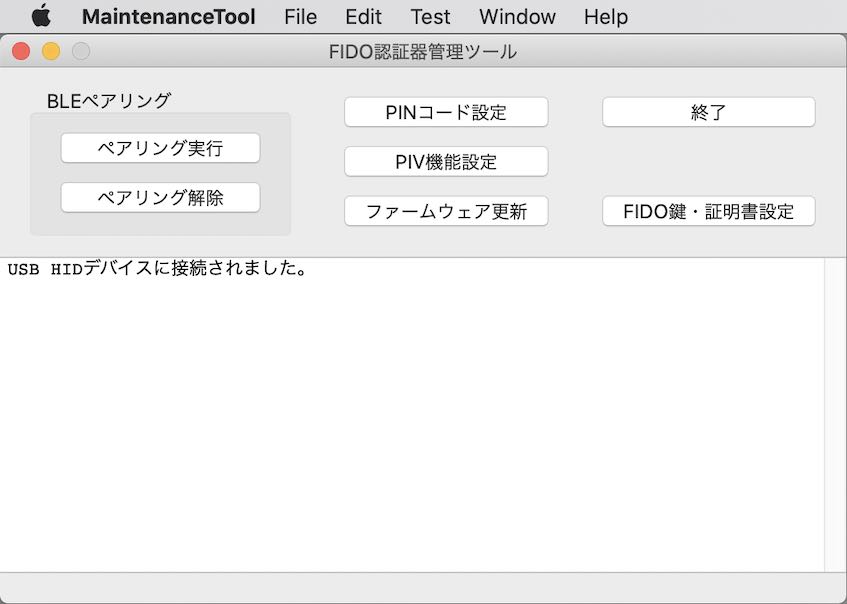 MaintenanceTool File Edit Test Window Help
FIDO認証器管理ツール
BLEペアリング
ペアリング実行
ペアリング解除
PINコード設定
PIV機能設定
ファームウェア更新
終了
FIDO鍵・証明書設定
USB HIDデバイスに接続されました。